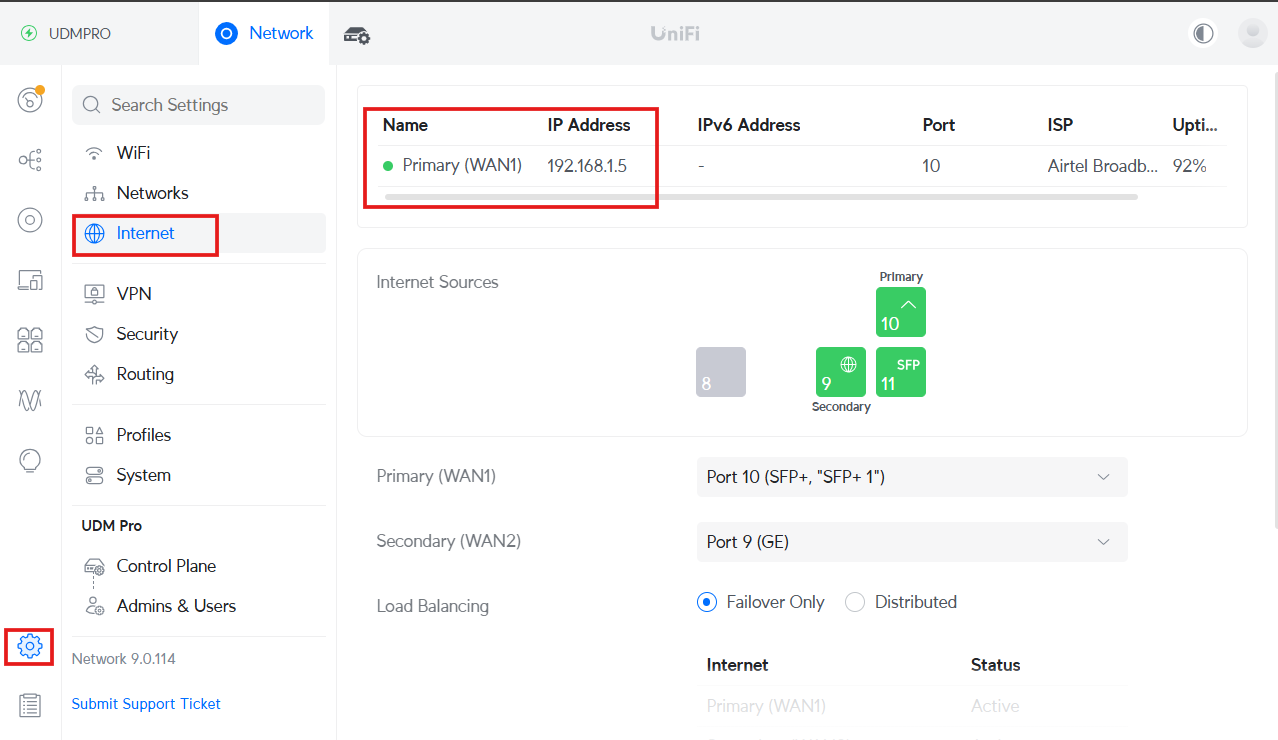 UDMPRO
Network
UniFi
Search Settings
WiFi
Networks
Internet
VPN
Security
Routing
Profiles
System
UDM Pro
Control Plane
Admins & Users
Network 9.0.114
Submit Support Ticket
Name IP Address IPv6 Address Port ISP Upti...
Primary (WAN1) 192.168.1.5 - 10 Airtel Broadb... 92%
Internet Sources
Primary
10
8
9
SFP
11
Secondary
Primary (WAN1) Port 10 (SFP+, "SFP+ 1")
Secondary (WAN2) Port 9 (GE)
Load Balancing Failover Only Distributed
Internet Status
Primary (WAN1) Active